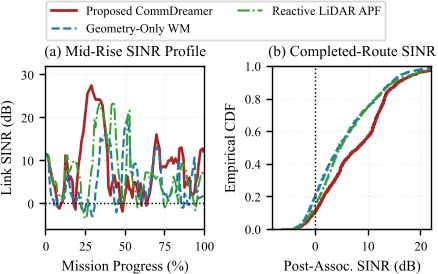 Proposed CommDreamer
Reactive LiDAR APF
Geometry-Only WM
(a) Mid-Rise SINR Profile
(b) Completed-Route SINR
Link SINR (dB)
30
20
10
0
0
25
50
75
100
Mission Progress (%)
Empirical CDF
1.0
0.8
0.6
0.4
0.2
0.0
0
10
20
Post-Assoc. SINR (dB)